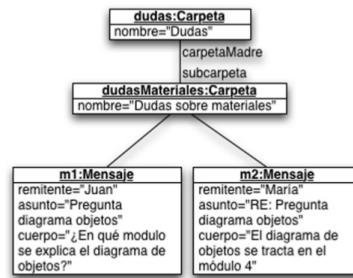 dudas:Carpeta
nombre="Dudas"
carpetaMadre
subcarpeta
dudasMateriales:Carpeta
nombre="Dudas sobre materiales"
m1:Mensaje
remitente="Juan"
asunto="Pregunta
diagrama objetos"
cuerpo="¿En qué modulo
se explica el diagrama de
objetos?"
m2:Mensaje
remitente="María"
asunto="RE: Pregunta
diagrama objetos"
cuerpo="El diagrama de
objetos se tracta en el
módulo 4"